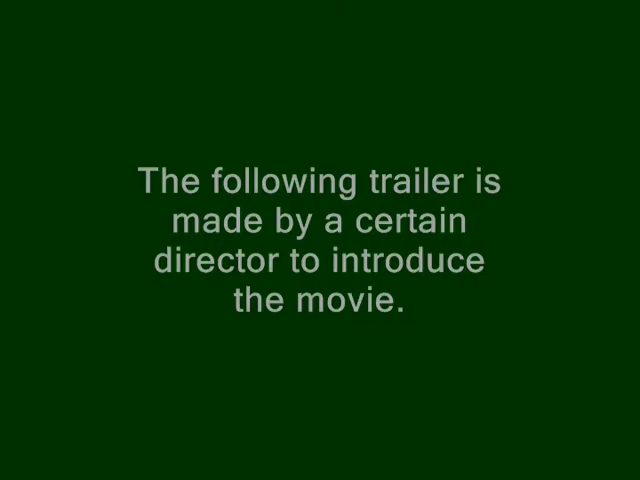 The following trailer is
made by a certain
director to introduce
the movie.